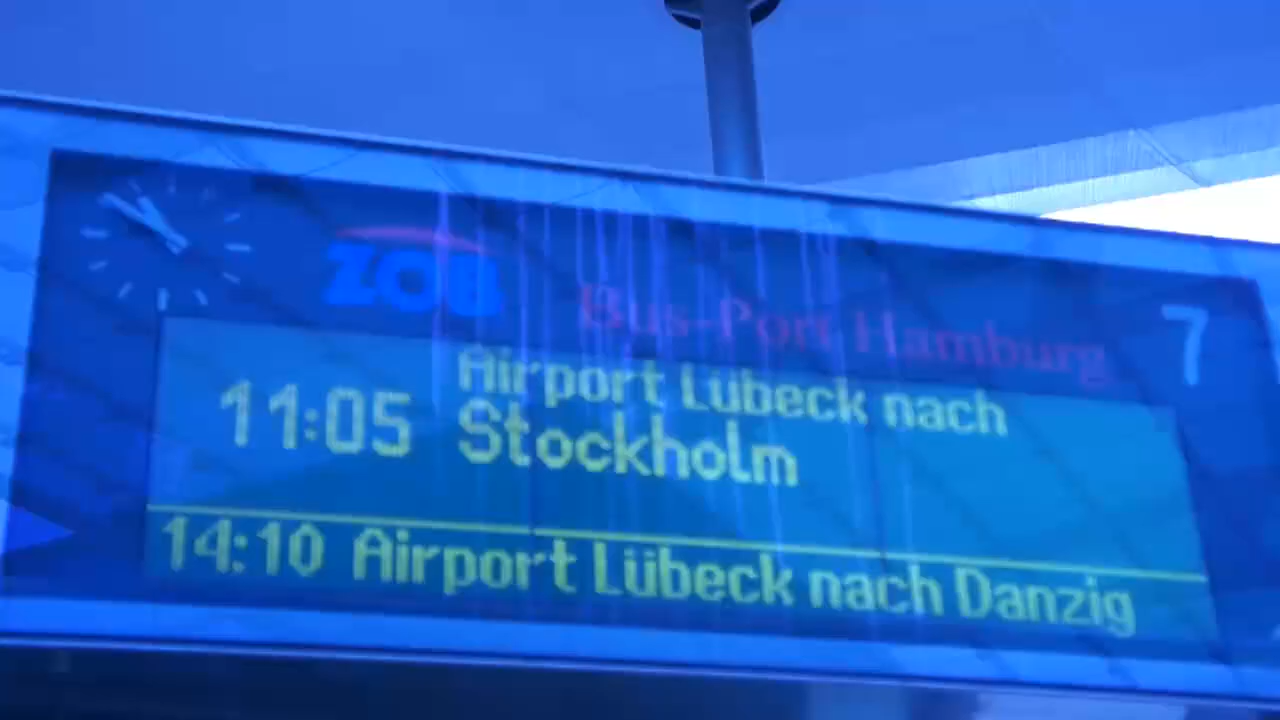 ZOB
Bus-Port Hamburg
7
Airport Lübeck nach
11:05 Stockholm
14:10 Airport Lübeck nach Danzig